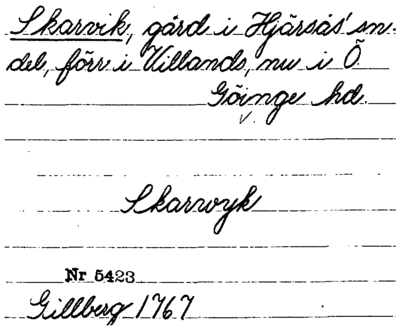 Skarvik, gård i Hjärsås' sn.
del, förr i Villands, nu i Ö.
Göinge hd.
Skarwyk
Nr 5423
Gillberg 1767